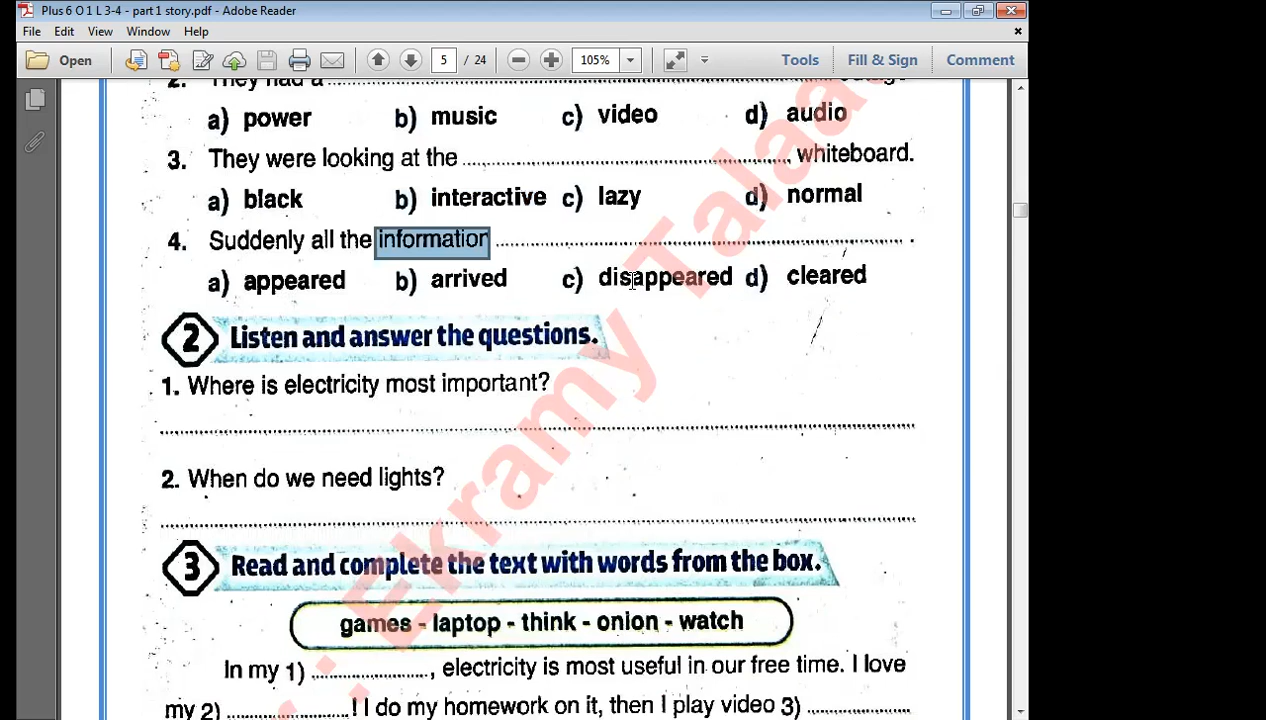 Plus 6 O 1 L 3-4 - part 1 story.pdf - Adobe Reader
File Edit View Window Help
Open 5 / 24 105% Tools Fill & Sign Comment
2. They had a
a) power b) music c) video d) audio
3. They were looking at the ........ whiteboard.
a) black b) interactive c) lazy d) normal
4. Suddenly all the information ........ .
a) appeared b) arrived c) disappeared d) cleared
2 Listen and answer the questions.
1. Where is electricity most important?
2. When do we need lights?
3 Read and complete the text with words from the box.
games - laptop - think - onion - watch
In my 1) ........, electricity is most useful in our free time. I love
my 2) ........! I do my homework on it, then I play video 3) ........
Ekramy Talaa